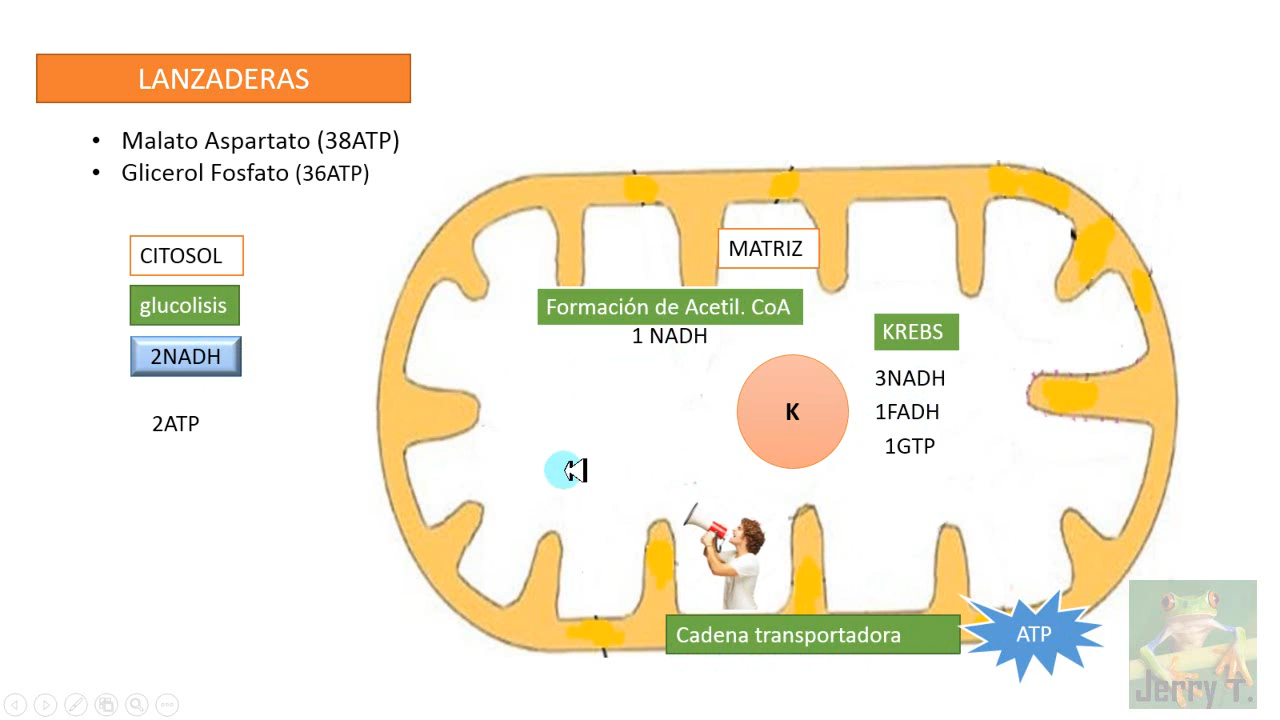 LANZADERAS
• Malato Aspartato (38ATP)
• Glicerol Fosfato (36ATP)
CITOSOL
glucolisis
2NADH
2ATP
MATRIZ
Formación de Acetil. CoA
1 NADH
KREBS
3NADH
1FADH
1GTP
K
Cadena transportadora
ATP
Jerry T.